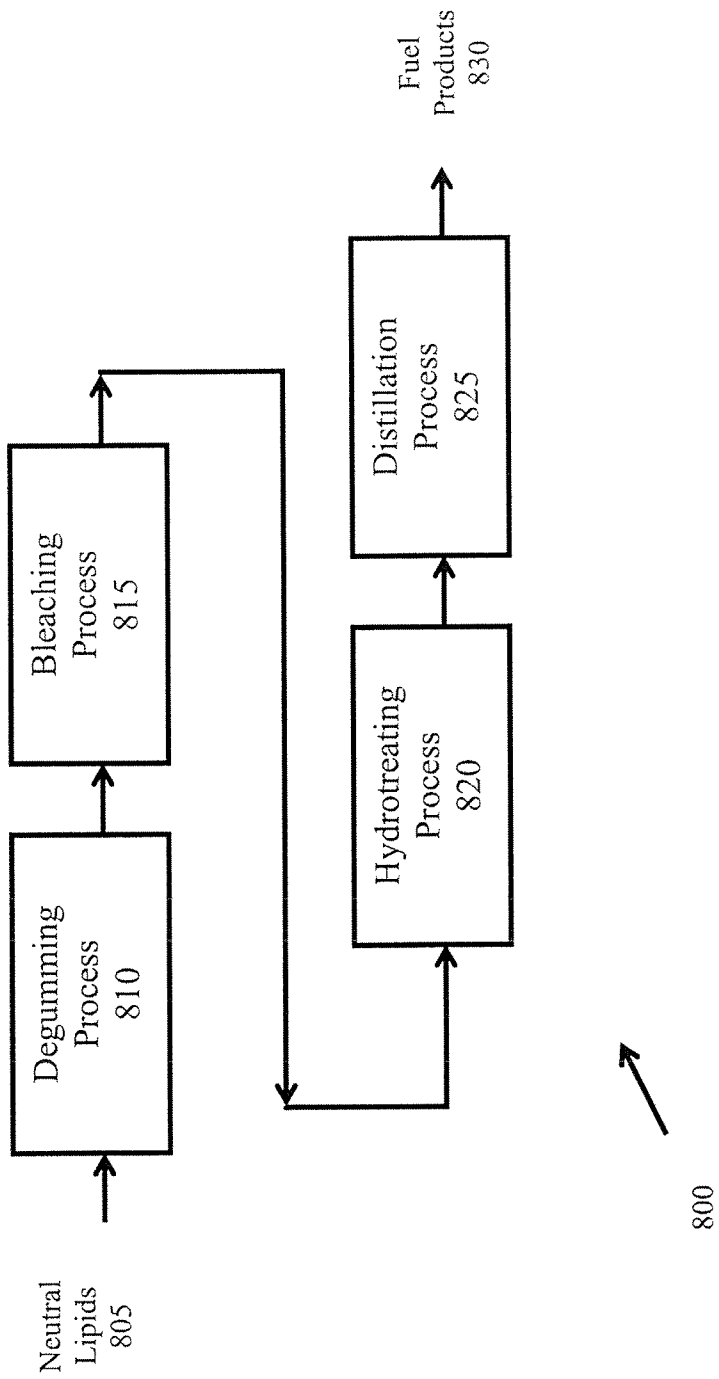 Neutral
Lipids
805
Degumming
Process
810
Bleaching
Process
815
Hydrotreating
Process
820
Distillation
Process
825
Fuel
Products
830
800